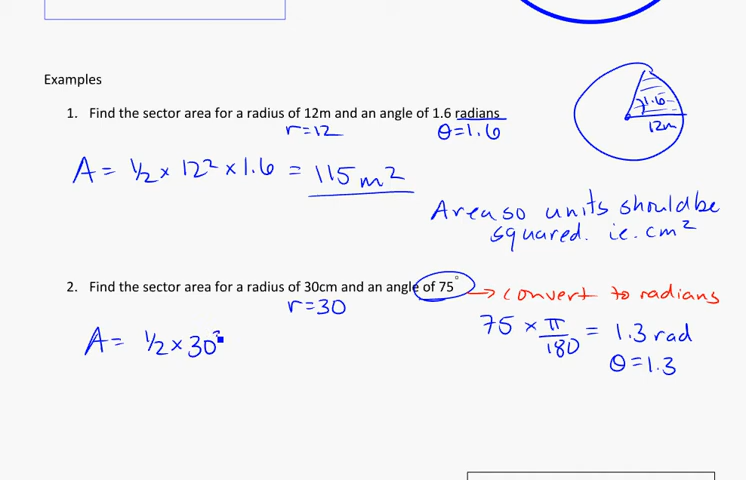 Examples
1. Find the sector area for a radius of 12m and an angle of 1.6 radians
r=12
θ=1.6
1.6
12m
A = 1/2 × 12² × 1.6 = 115m²
Area so units should be
squared. ie. cm²
2. Find the sector area for a radius of 30cm and an angle of 75°
→ convert to radians
r=30
75 × π/180 = 1.3 rad
θ=1.3
A = 1/2 × 30²